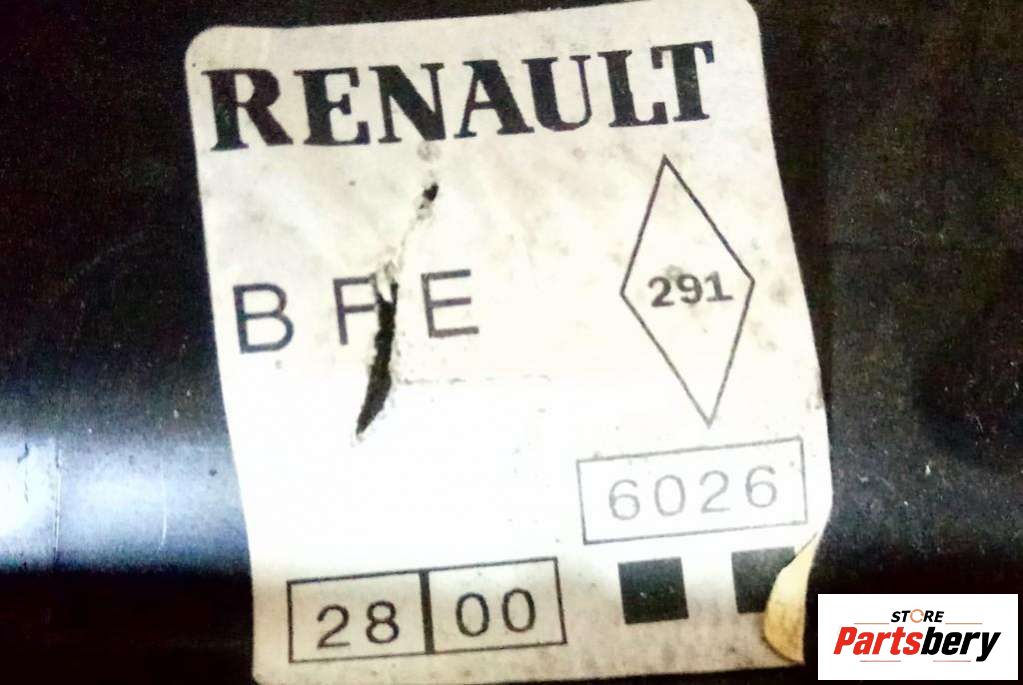 RENAULT
B F E
291
6026
28 00
STORE
Partsbery